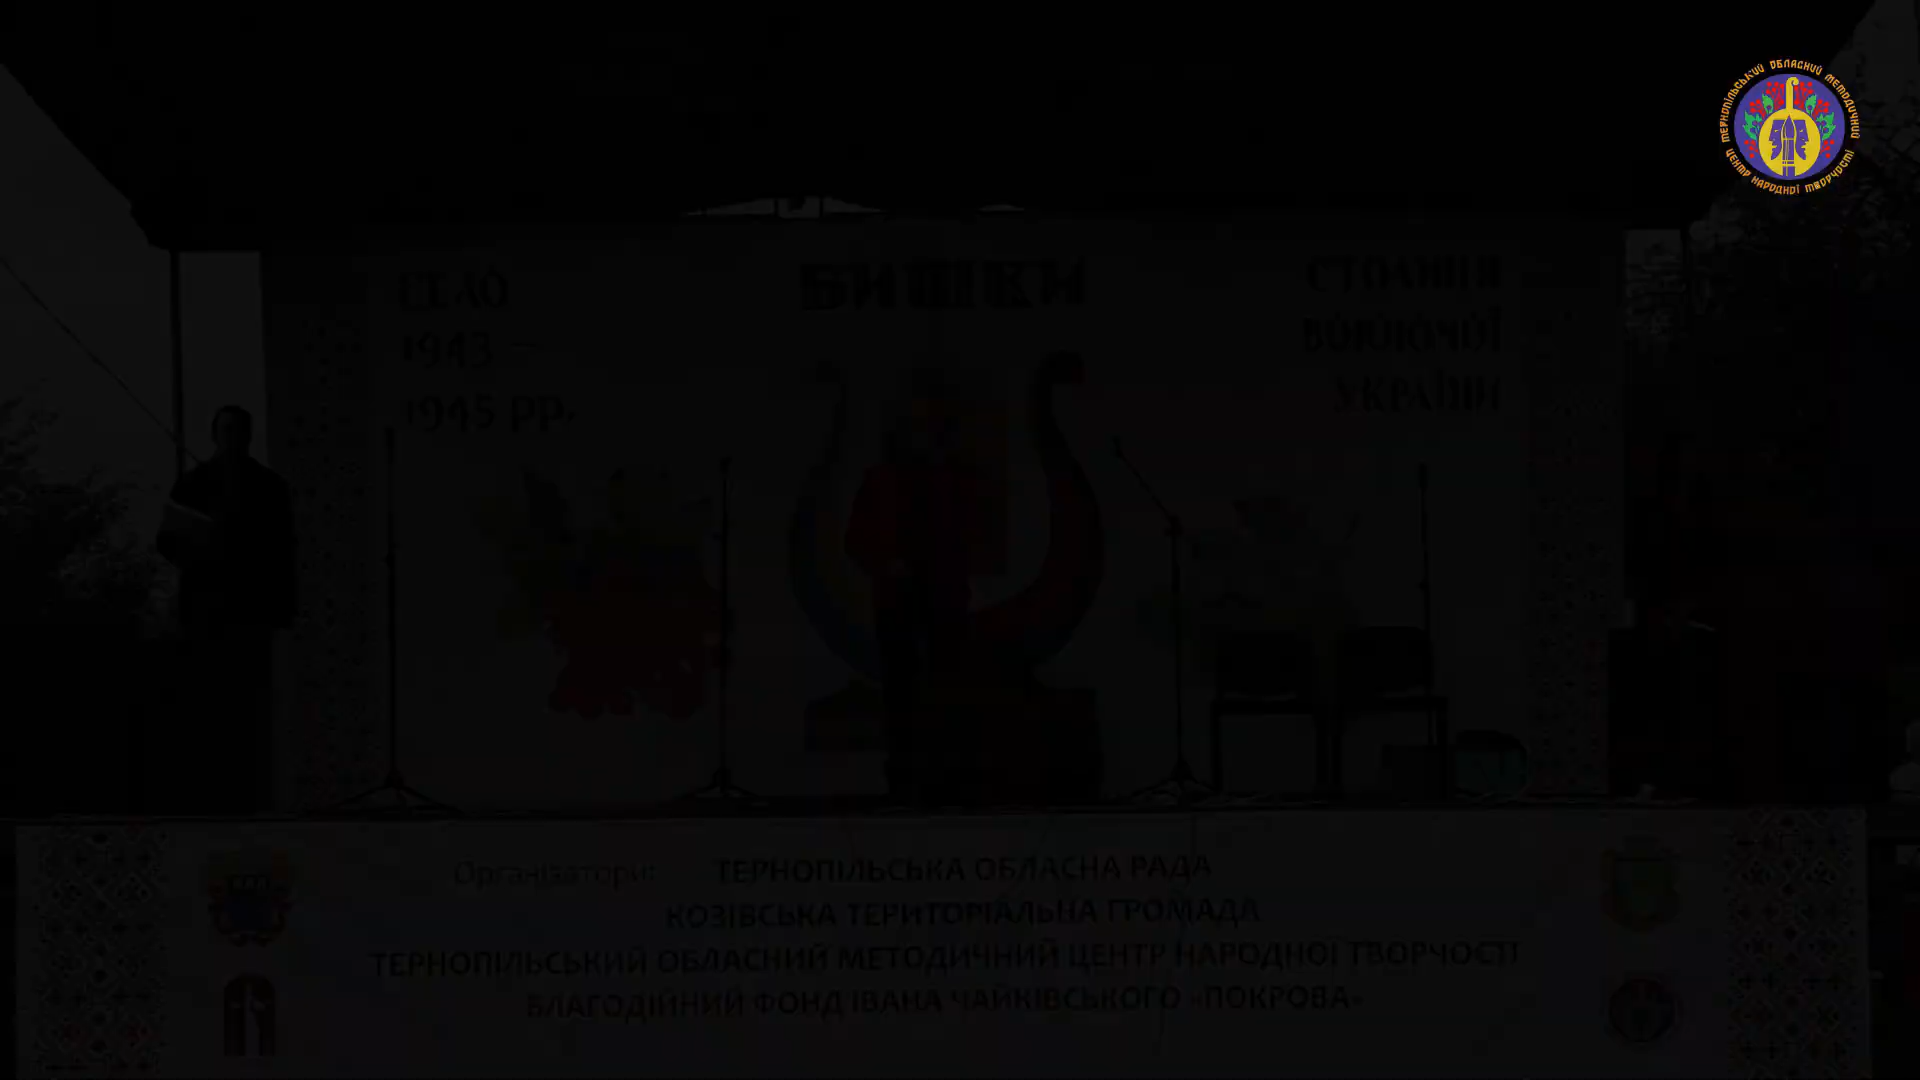 ТЕРНОПІЛЬСЬКИЙ ОБЛАСНИЙ МЕТОДИЧНИЙ
ЦЕНТР НАРОДНОЇ ТВОРЧОСТІ
СЕЛО
1943 –
1945 РР.
БИШКИ
СТОЛИЦЯ
ВОЮЮЧОЇ
УКРАЇНИ
Організатори: ТЕРНОПІЛЬСЬКА ОБЛАСНА РАДА
КОЗІВСЬКА ТЕРИТОРІАЛЬНА ГРОМАДА
ТЕРНОПІЛЬСЬКИЙ ОБЛАСНИЙ МЕТОДИЧНИЙ ЦЕНТР НАРОДНОЇ ТВОРЧОСТІ
БЛАГОДІЙНИЙ ФОНД ІВАНА ЧАЙКІВСЬКОГО «ПОКРОВА»